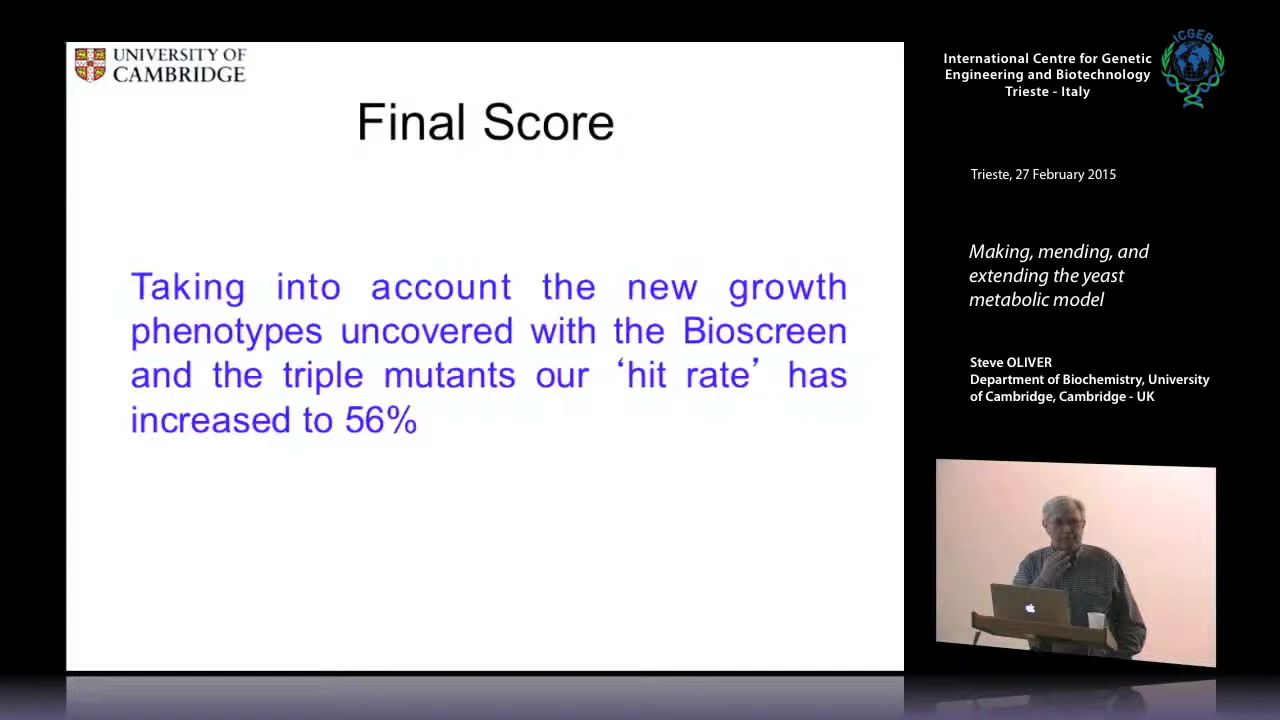 UNIVERSITY OF
CAMBRIDGE
Final Score
Taking into account the new growth
phenotypes uncovered with the Bioscreen
and the triple mutants our ‘hit rate’ has
increased to 56%
International Centre for Genetic
Engineering and Biotechnology
Trieste - Italy
ICGEB
Trieste, 27 February 2015
Making, mending, and
extending the yeast
metabolic model
Steve OLIVER
Department of Biochemistry, University
of Cambridge, Cambridge - UK